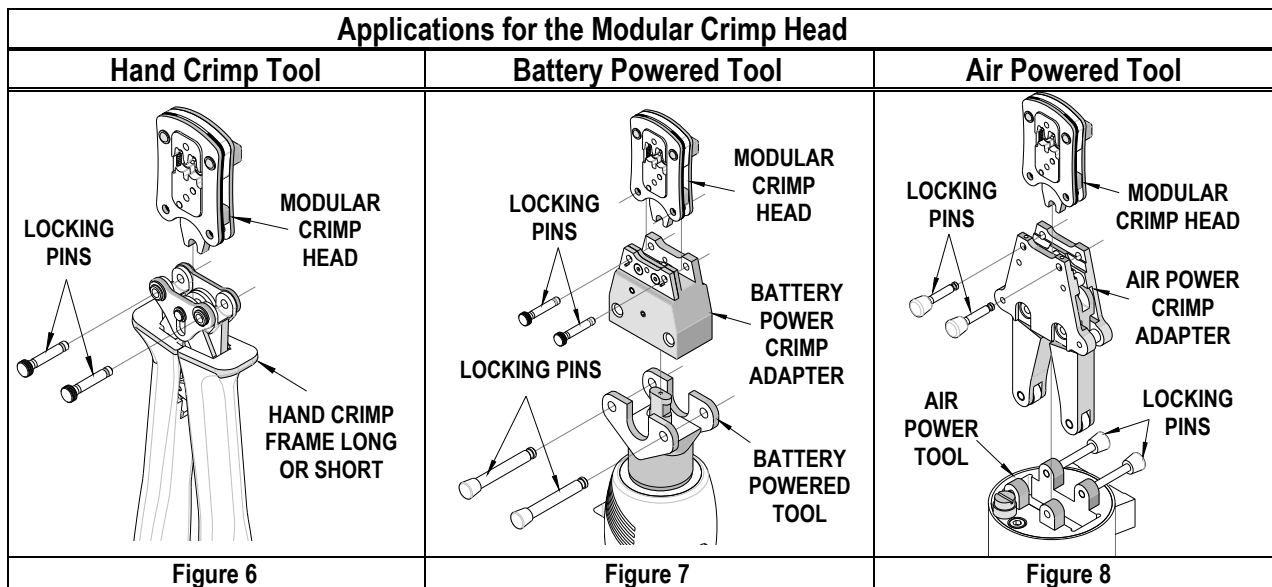 Applications for the Modular Crimp Head
Hand Crimp Tool
Battery Powered Tool
Air Powered Tool
LOCKING
PINS
MODULAR
CRIMP
HEAD
HAND CRIMP
FRAME LONG
OR SHORT
LOCKING
PINS
MODULAR
CRIMP
HEAD
BATTERY
POWER
CRIMP
ADAPTER
LOCKING PINS
BATTERY
POWERED
TOOL
LOCKING
PINS
MODULAR
CRIMP HEAD
AIR POWER
CRIMP
ADAPTER
AIR
POWER
TOOL
LOCKING
PINS
Figure 6
Figure 7
Figure 8